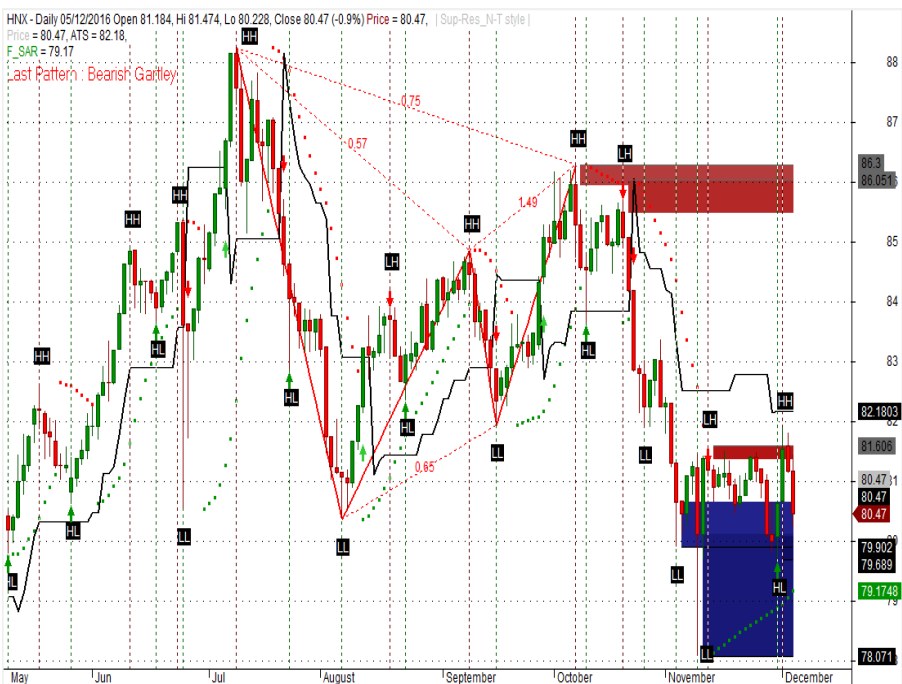 HNX - Daily 05/12/2016 Open 81.184, Hi 81.474, Lo 80.228, Close 80.47 (-0.9%) Price = 80.47, | Sup-Res_N-T style |
Price = 80.47, ATS = 82.18,
F_SAR = 79.17
Last Pattern : Bearish Gartley
HH
88
0.75
87
0.57
HH
LH
86.3
86.051
HH
HH
1.49
HH
85
LH
84
HL
HL
83
HH
HL
HL
82.1803
HH
82
LH
LL
LL
81.606
0.65
80.47
81
80.47
80.47
HL
LL
LL
79.902
79.689
LL
HL
HL
79.1748
79
LL
78.071
May
Jun
Jul
August
September
October
November
December